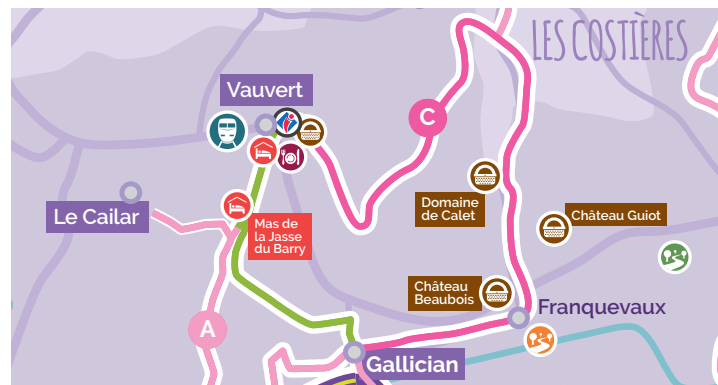 LES COSTIÈRES
Vauvert
C
Domaine
de Calet
Le Cailar
Mas de
la Jasse
du Barry
Château Guiot
Château
Beaubois
Franquevaux
A
Gallician